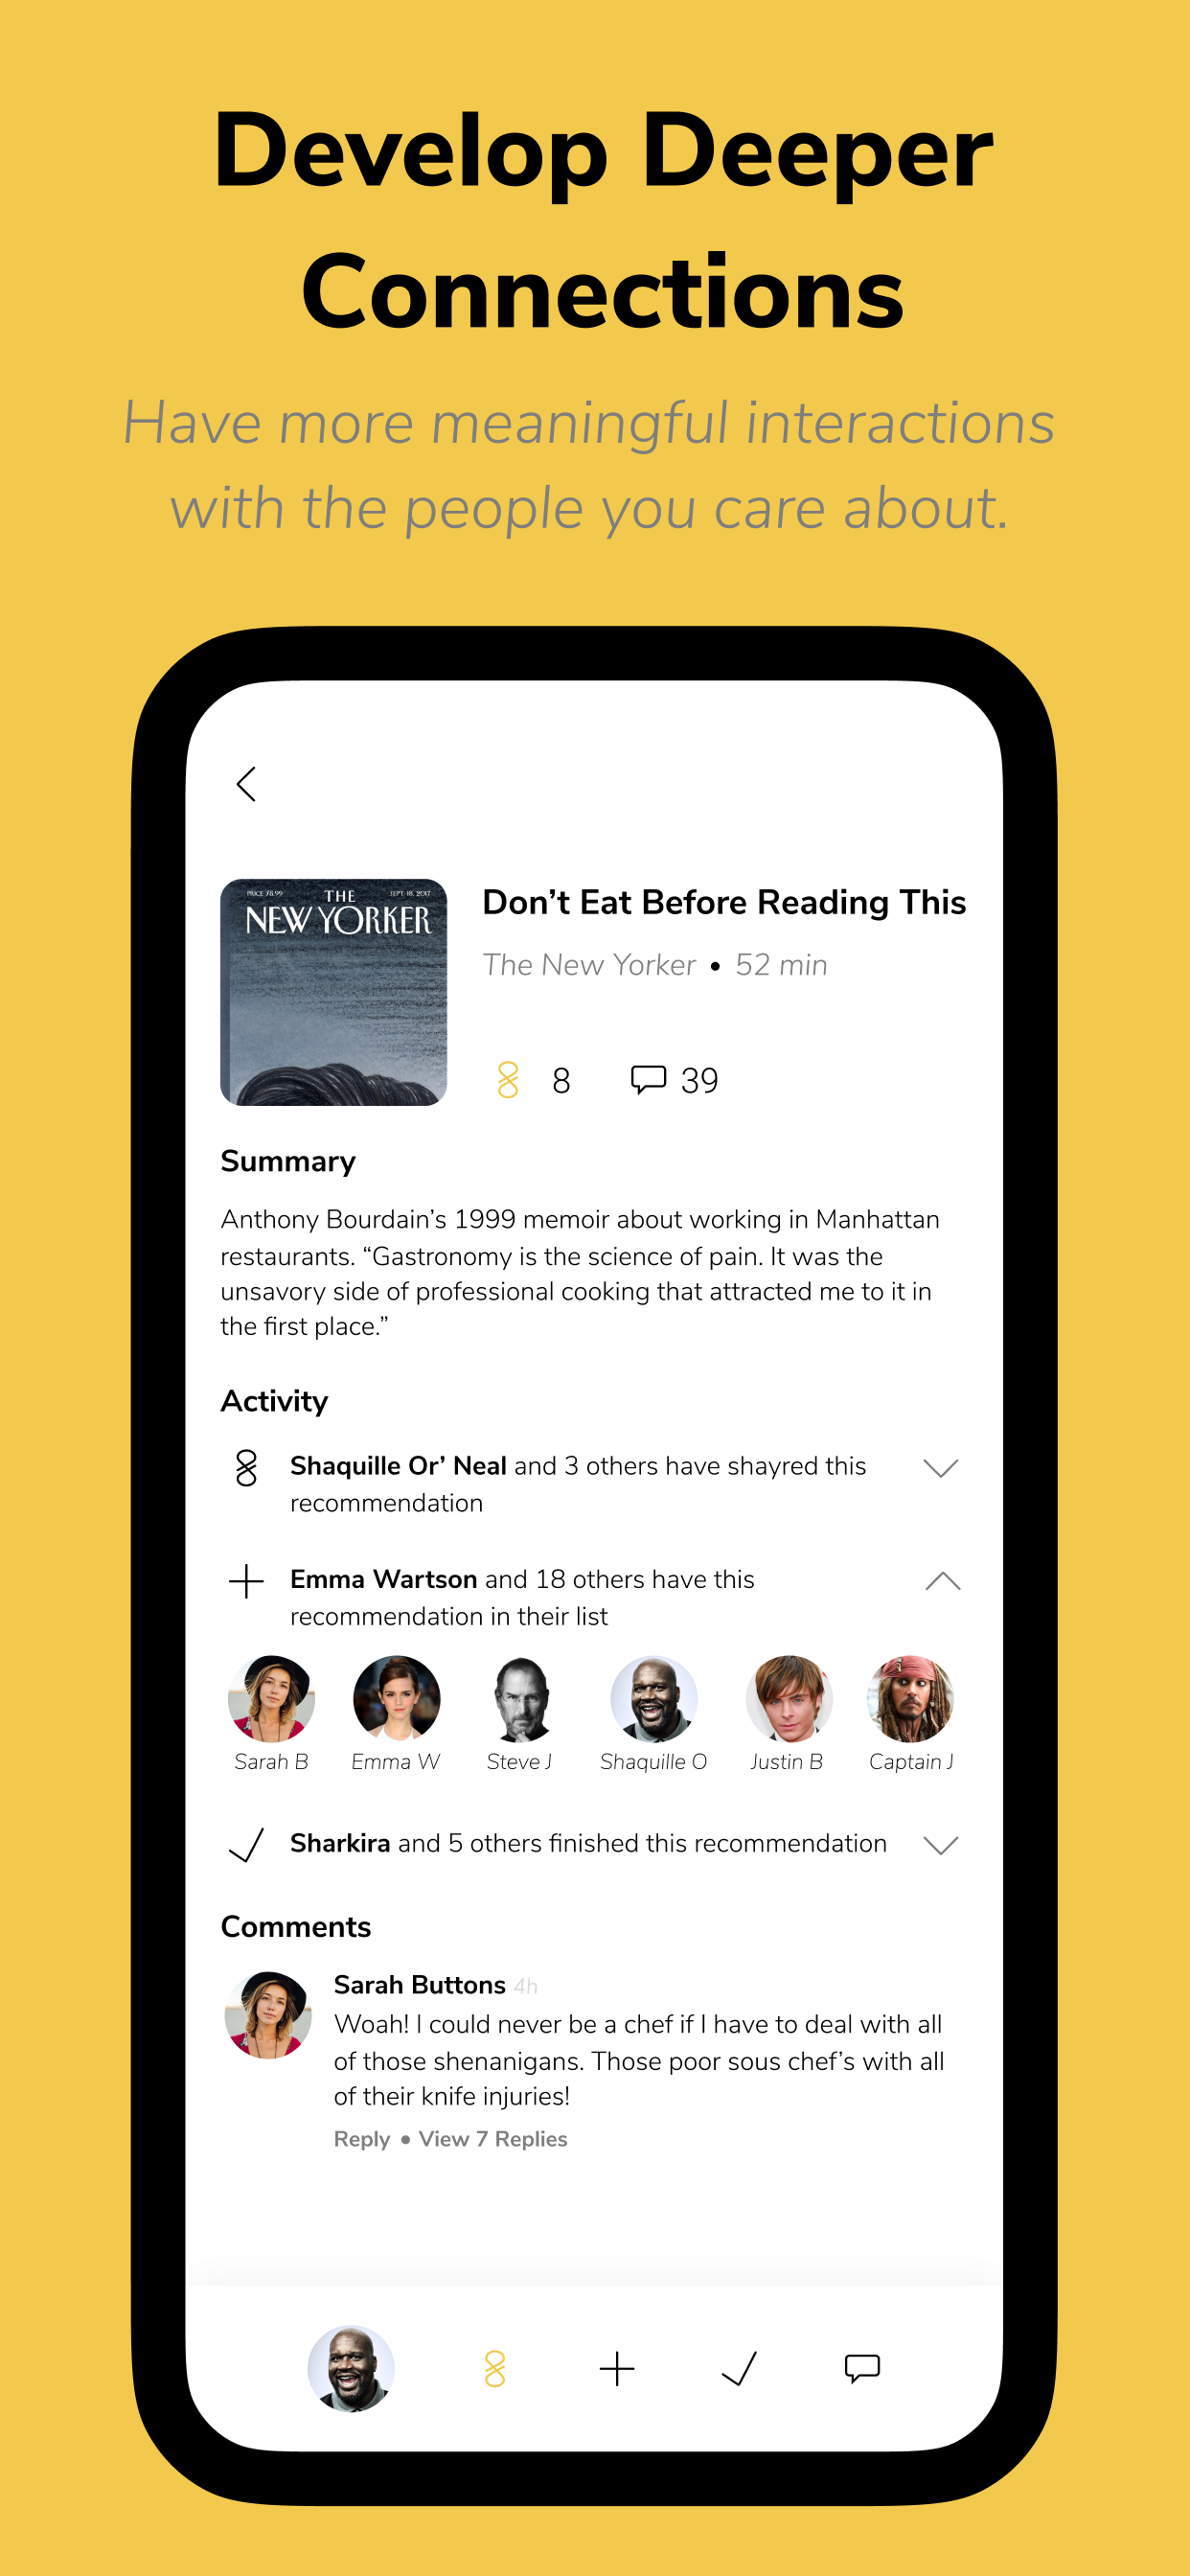 Develop Deeper
Connections
Have more meaningful interactions
with the people you care about.
PRICE $8.99
THE
SEPT. 18, 2017
NEW YORKER
Don’t Eat Before Reading This
The New Yorker • 52 min
8
39
Summary
Anthony Bourdain’s 1999 memoir about working in Manhattan
restaurants. “Gastronomy is the science of pain. It was the
unsavory side of professional cooking that attracted me to it in
the first place.”
Activity
Shaquille Or’ Neal and 3 others have shayred this
recommendation
Emma Wartson and 18 others have this
recommendation in their list
Sarah B
Emma W
Steve J
Shaquille O
Justin B
Captain J
Sharkira and 5 others finished this recommendation
Comments
Sarah Buttons 4h
Woah! I could never be a chef if I have to deal with all
of those shenanigans. Those poor sous chef’s with all
of their knife injuries!
Reply • View 7 Replies